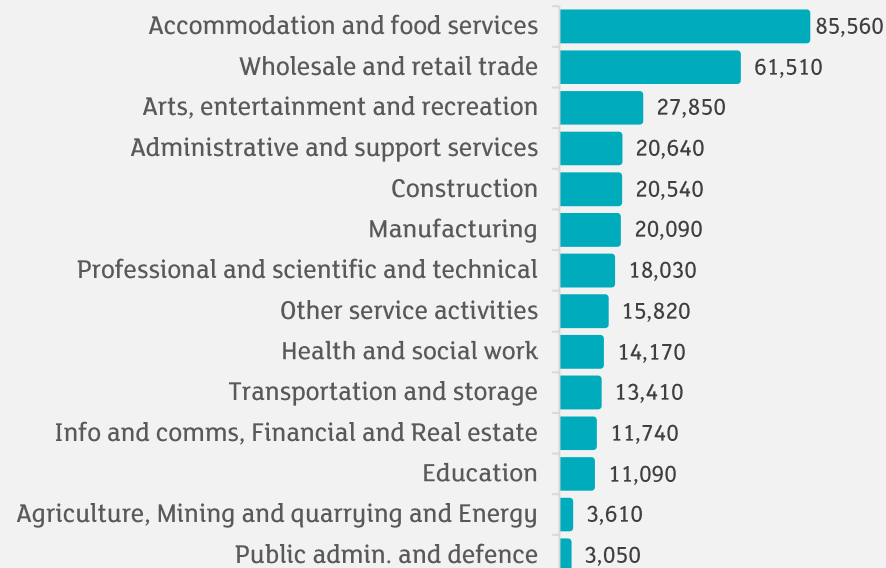 Accommodation and food services 85,560
Wholesale and retail trade 61,510
Arts, entertainment and recreation 27,850
Administrative and support services 20,640
Construction 20,540
Manufacturing 20,090
Professional and scientific and technical 18,030
Other service activities 15,820
Health and social work 14,170
Transportation and storage 13,410
Info and comms, Financial and Real estate 11,740
Education 11,090
Agriculture, Mining and quarrying and Energy 3,610
Public admin. and defence 3,050